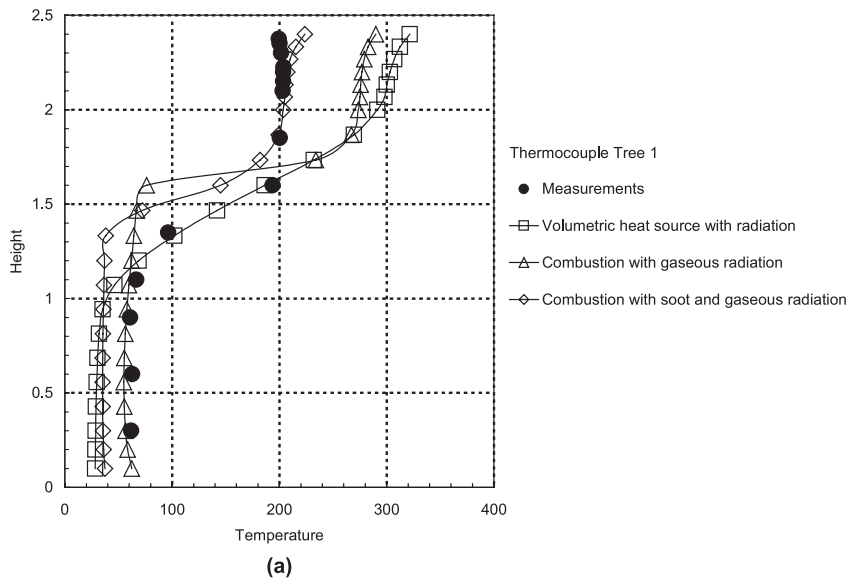 2.5
2
1.5
1
0.5
0
Height
0 100 200 300 400
Temperature
Thermocouple Tree 1
Measurements
Volumetric heat source with radiation
Combustion with gaseous radiation
Combustion with soot and gaseous radiation
(a)